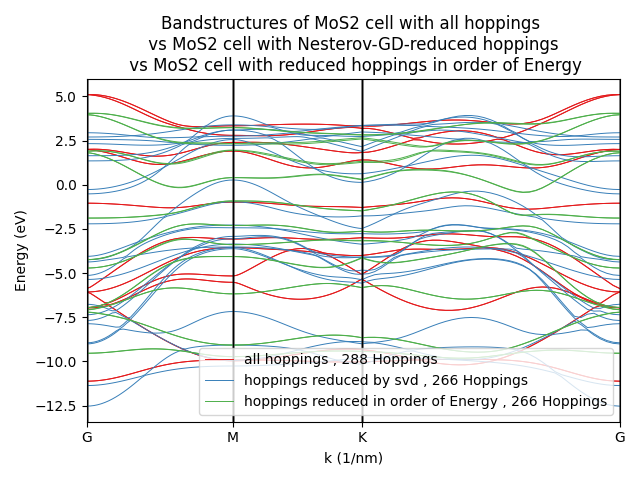 Bandstructures of MoS2 cell with all hoppings
vs MoS2 cell with Nesterov-GD-reduced hoppings
vs MoS2 cell with reduced hoppings in order of Energy
5.0
2.5
0.0
−2.5
−5.0
−7.5
−10.0
−12.5
Energy (eV)
all hoppings , 288 Hoppings
hoppings reduced by svd , 266 Hoppings
hoppings reduced in order of Energy , 266 Hoppings
G M K G
k (1/nm)